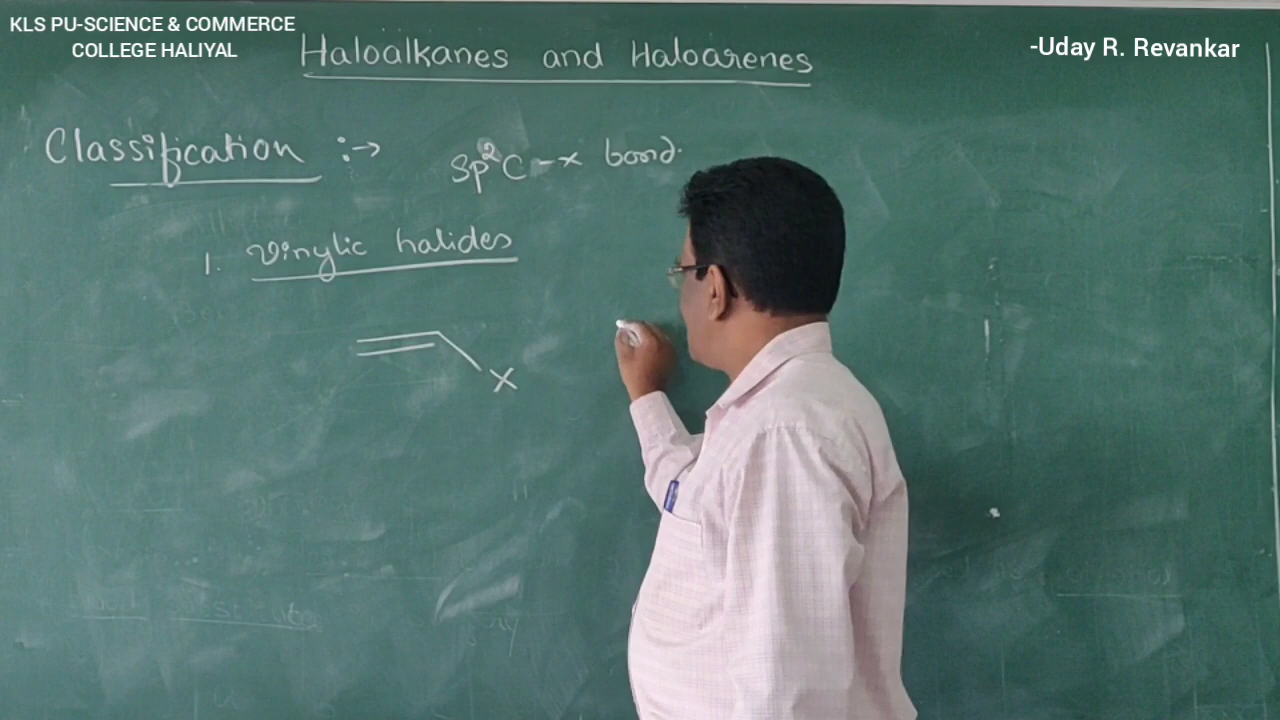 KLS PU-SCIENCE & COMMERCE
COLLEGE HALIYAL
-Uday R. Revankar
Haloalkanes and Haloarenes
Classification :→ Sp²C-x bond.
1. Vinylic halides
X